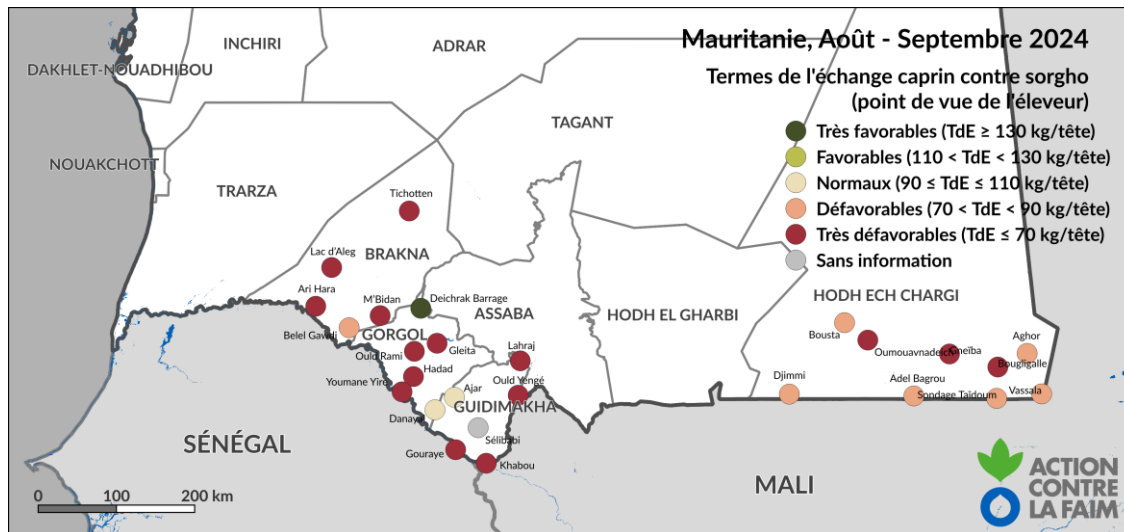 Mauritanie, Août - Septembre 2024
Termes de l'échange caprin contre sorgho
(point de vue de l'éleveur)
Très favorables (TdE ≥ 130 kg/tête)
Favorables (110 < TdE < 130 kg/tête)
Normaux (90 ≤ TdE ≤ 110 kg/tête)
Défavorables (70 < TdE < 90 kg/tête)
Très défavorables (TdE ≤ 70 kg/tête)
Sans information
INCHIRI
ADRAR
DAKHLET-NOUADHIBOU
TAGANT
NOUAKCHOTT
TRARZA
Tichotten
BRAKNA
Lac d'Aleg
Ari Hara
M'Bidan
Deichrak Barrage
HODH ECH CHARGI
ASSABA
HODH EL GHARBI
Belel Gawdi
GORGOL
Bousta
Oumouavnadeich
Gneïba
Aghor
Bougligalle
Ould Rami
Gleita
Lahraj
Hadad
Youmane Yiré
Ajar
Ould Yengé
Djimmi
Adel Bagrou
Sondage Taïdoum
Vassala
GUIDIMAKHA
Danayal
Sélibabi
SÉNÉGAL
Gouraye
Khabou
MALI
0 100 200 km
ACTION
CONTRE
LA FAIM